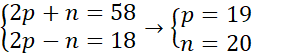 2p + n = 58 → p = 19
2p − n = 18 n = 20